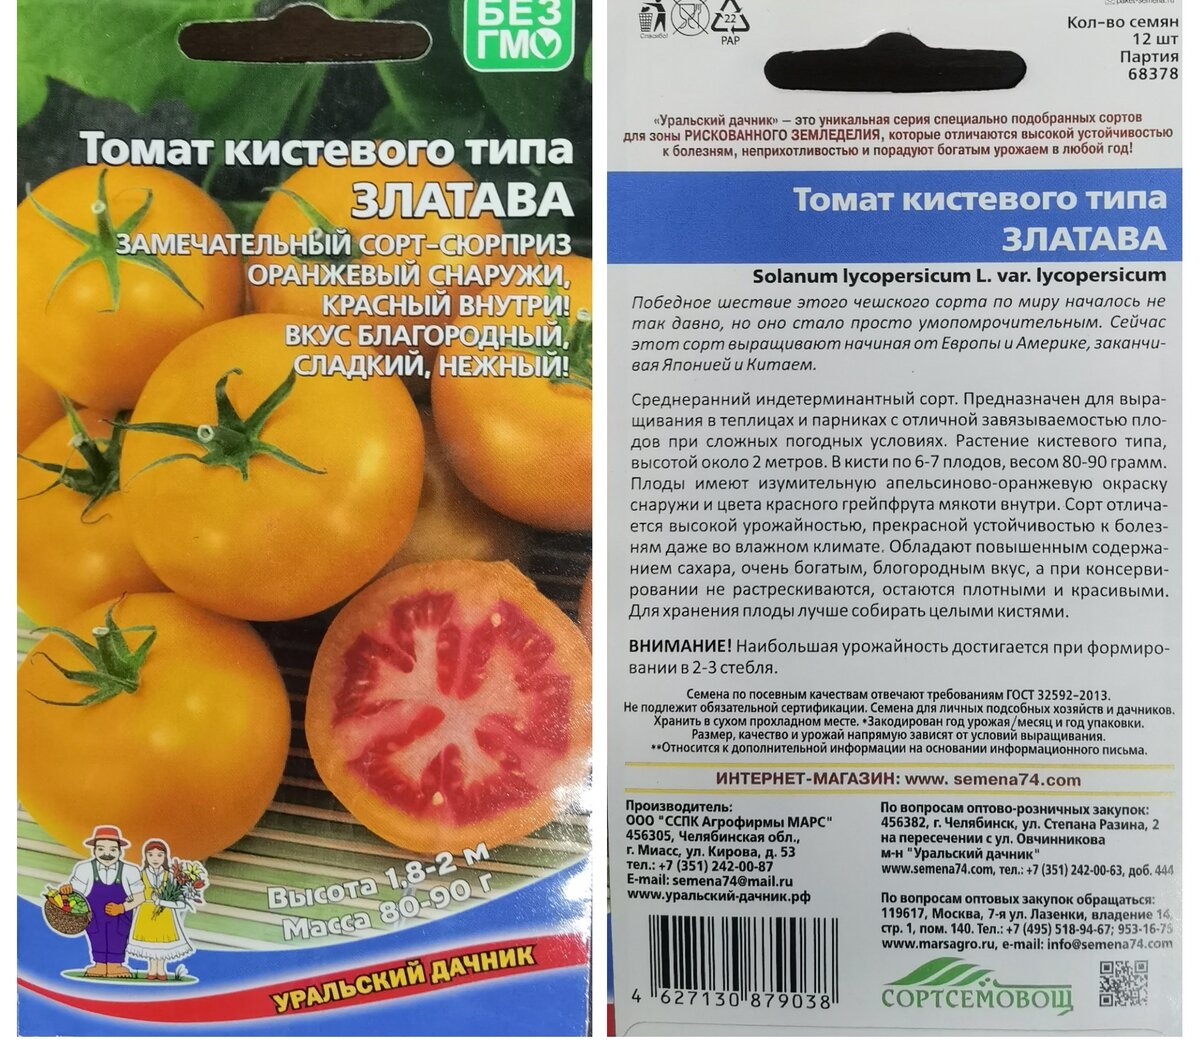 БЕЗ
ГМО
Томат кистевого типа
ЗЛАТАВА
ЗАМЕЧАТЕЛЬНЫЙ СОРТ-СЮРПРИЗ
ОРАНЖЕВЫЙ СНАРУЖИ,
КРАСНЫЙ ВНУТРИ!
ВКУС БЛАГОРОДНЫЙ,
СЛАДКИЙ, НЕЖНЫЙ!
Высота 1,8-2 м
Масса 80-90 г
УРАЛЬСКИЙ ДАЧНИК
Спасибо!
22
PAP
Кол-во семян
12 шт
Партия
68378
«Уральский дачник» – это уникальная серия специально подобранных сортов
для зоны РИСКОВАННОГО ЗЕМЛЕДЕЛИЯ, которые отличаются высокой устойчивостью
к болезням, неприхотливостью и порадуют богатым урожаем в любой год!
Томат кистевого типа
ЗЛАТАВА
Solanum lycopersicum L. var. lycopersicum
Победное шествие этого чешского сорта по миру началось не
так давно, но оно стало просто умопомрочительным. Сейчас
этот сорт выращивают начиная от Европы и Америке, заканчи-
вая Японией и Китаем.
Среднеранний индетерминантный сорт. Предназначен для выра-
щивания в теплицах и парниках с отличной завязываемостью пло-
дов при сложных погодных условиях. Растение кистевого типа,
высотой около 2 метров. В кисти по 6-7 плодов, весом 80-90 грамм.
Плоды имеют изумительную апельсиново-оранжевую окраску
снаружи и цвета красного грейпфрута мякоти внутри. Сорт отлича-
ется высокой урожайностью, прекрасной устойчивостью к болез-
ням даже во влажном климате. Обладают повышенным содержа-
нием сахара, очень богатым, блогородным вкус, а при консерви-
ровании не растрескиваются, остаются плотными и красивыми.
Для хранения плоды лучше собирать целыми кистями.
ВНИМАНИЕ! Наибольшая урожайность достигается при формиро-
вании в 2-3 стебля.
Семена по посевным качествам отвечают требованиям ГОСТ 32592-2013.
Не подлежит обязательной сертификации. Семена для личных подсобных хозяйств и дачников.
Хранить в сухом прохладном месте. *Закодирован год урожая/месяц и год упаковки.
Размер, качество и урожай напрямую зависят от условий выращивания.
**Относится к дополнительной информации на основании информационного письма.
ИНТЕРНЕТ-МАГАЗИН: www. semena74.com
Производитель:
ООО "ССПК Агрофирмы МАРС"
456305, Челябинская обл.,
г. Миасс, ул. Кирова, д. 53
тел.: +7 (351) 242-00-87
E-mail: semena74@mail.ru
www.уральский-дачник.рф
По вопросам оптово-розничных закупок:
456382, г. Челябинск, ул. Степана Разина, 2
на пересечении с ул. Овчинникова
м-н "Уральский дачник"
www.semena74.com, тел.: +7 (351) 242-00-63, доб. 444
По вопросам оптовых закупок обращаться:
119617, Москва, 7-я ул. Лазенки, владение 14,
стр. 1, пом. 140. Тел.: +7 (495) 518-94-67; 953-16-75
www.marsagro.ru, e-mail: info@semena74.com
4 627130 879038
СОРТСЕМОВОЩ